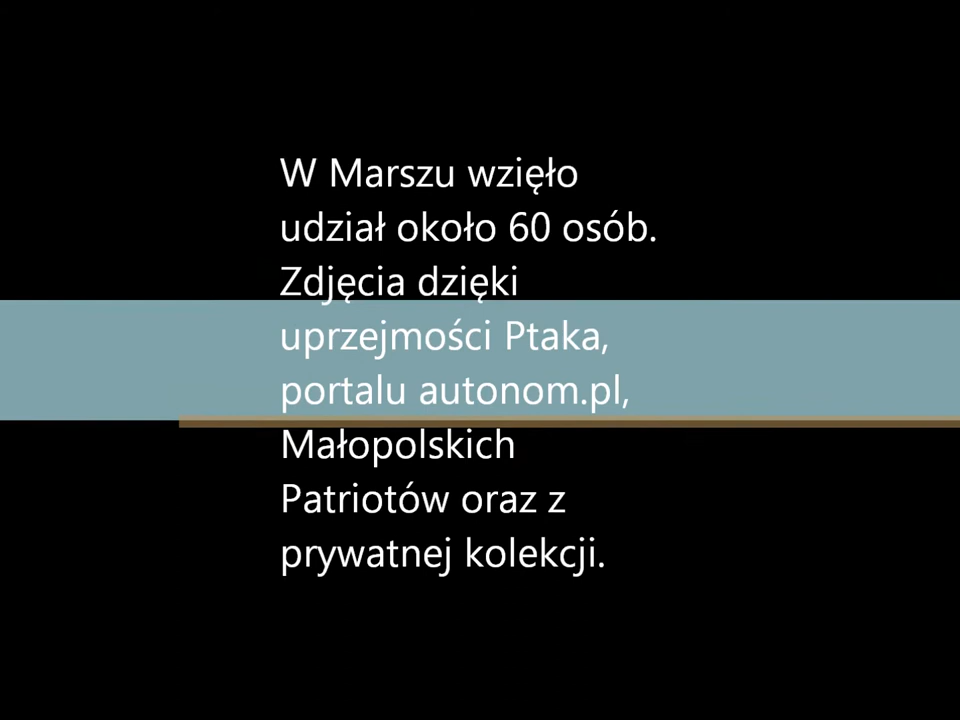 W Marszu wzięło
udział około 60 osób.
Zdjęcia dzięki
uprzejmości Ptaka,
portalu autonom.pl,
Małopolskich
Patriotów oraz z
prywatnej kolekcji.